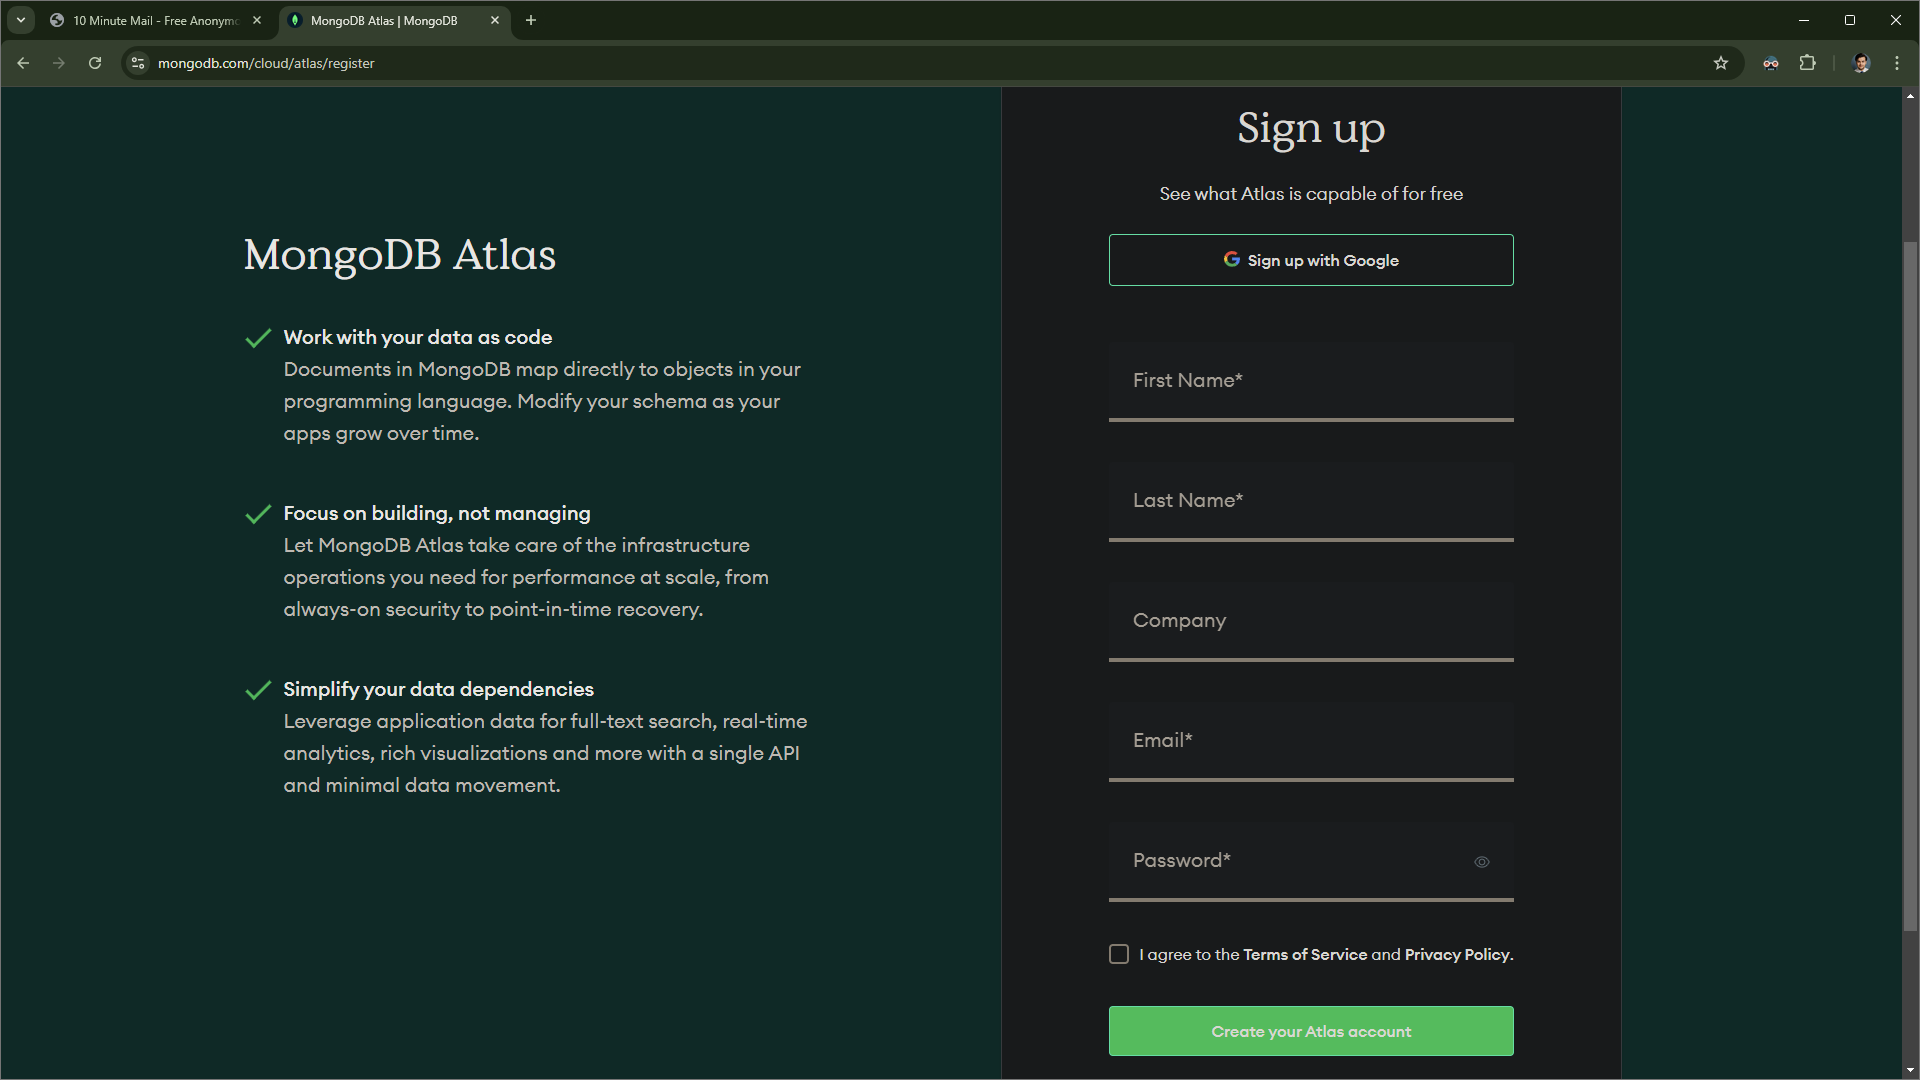 10 Minute Mail - Free Anonym
MongoDB Atlas | MongoDB
mongodb.com/cloud/atlas/register
MongoDB Atlas
Work with your data as code
Documents in MongoDB map directly to objects in your
programming language. Modify your schema as your
apps grow over time.
Focus on building, not managing
Let MongoDB Atlas take care of the infrastructure
operations you need for performance at scale, from
always-on security to point-in-time recovery.
Simplify your data dependencies
Leverage application data for full-text search, real-time
analytics, rich visualizations and more with a single API
and minimal data movement.
Sign up
See what Atlas is capable of for free
Sign up with Google
First Name*
Last Name*
Company
Email*
Password*
I agree to the Terms of Service and Privacy Policy.
Create your Atlas account